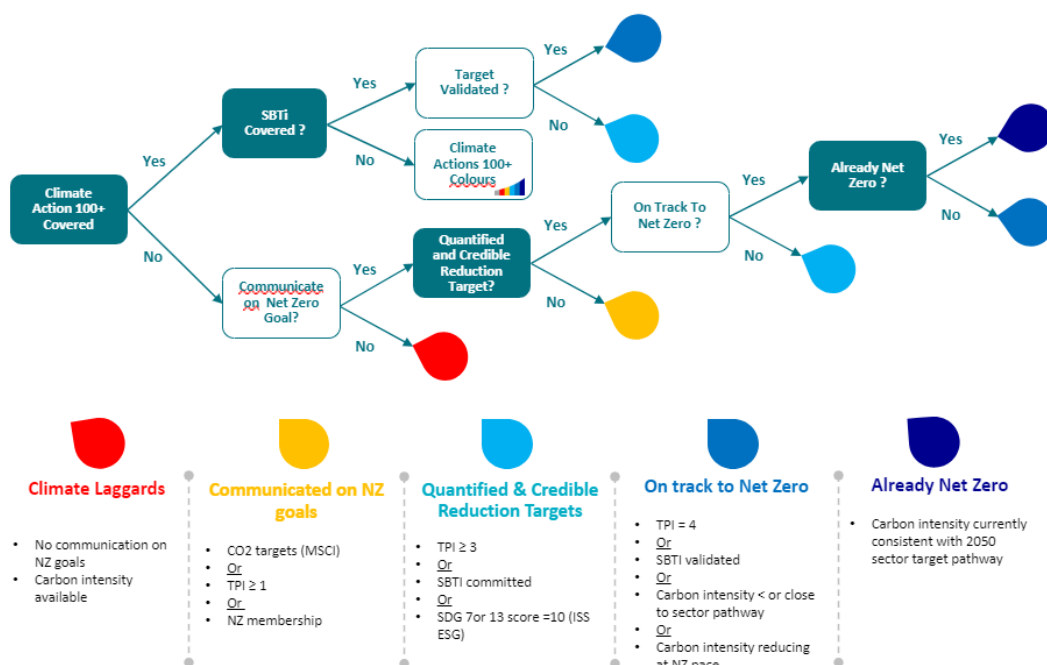 Yes
Target
Validated ?
Yes
No
SBTi
Covered ?
No
Climate
Actions 100+
Colours
Yes
Climate
Action 100+
Covered
No
Communicate
on Net Zero
Goal?
Yes
No
Quantified
and Credible
Reduction
Target?
Yes
No
On Track To
Net Zero ?
Yes
No
Already Net
Zero ?
Yes
No
Climate Laggards
• No communication on
NZ goals
• Carbon intensity
available
Communicated on NZ
goals
• CO2 targets (MSCI)
• Or
• TPI ≥ 1
• Or
• NZ membership
Quantified & Credible
Reduction Targets
• TPI ≥ 3
• Or
• SBTI committed
• Or
• SDG 7or 13 score =10 (ISS
ESG)
On track to Net Zero
• TPI = 4
• Or
• SBTI validated
• Or
• Carbon intensity < or close
to sector pathway
• Or
• Carbon intensity reducing
at NZ pace
Already Net Zero
• Carbon intensity currently
consistent with 2050
sector target pathway